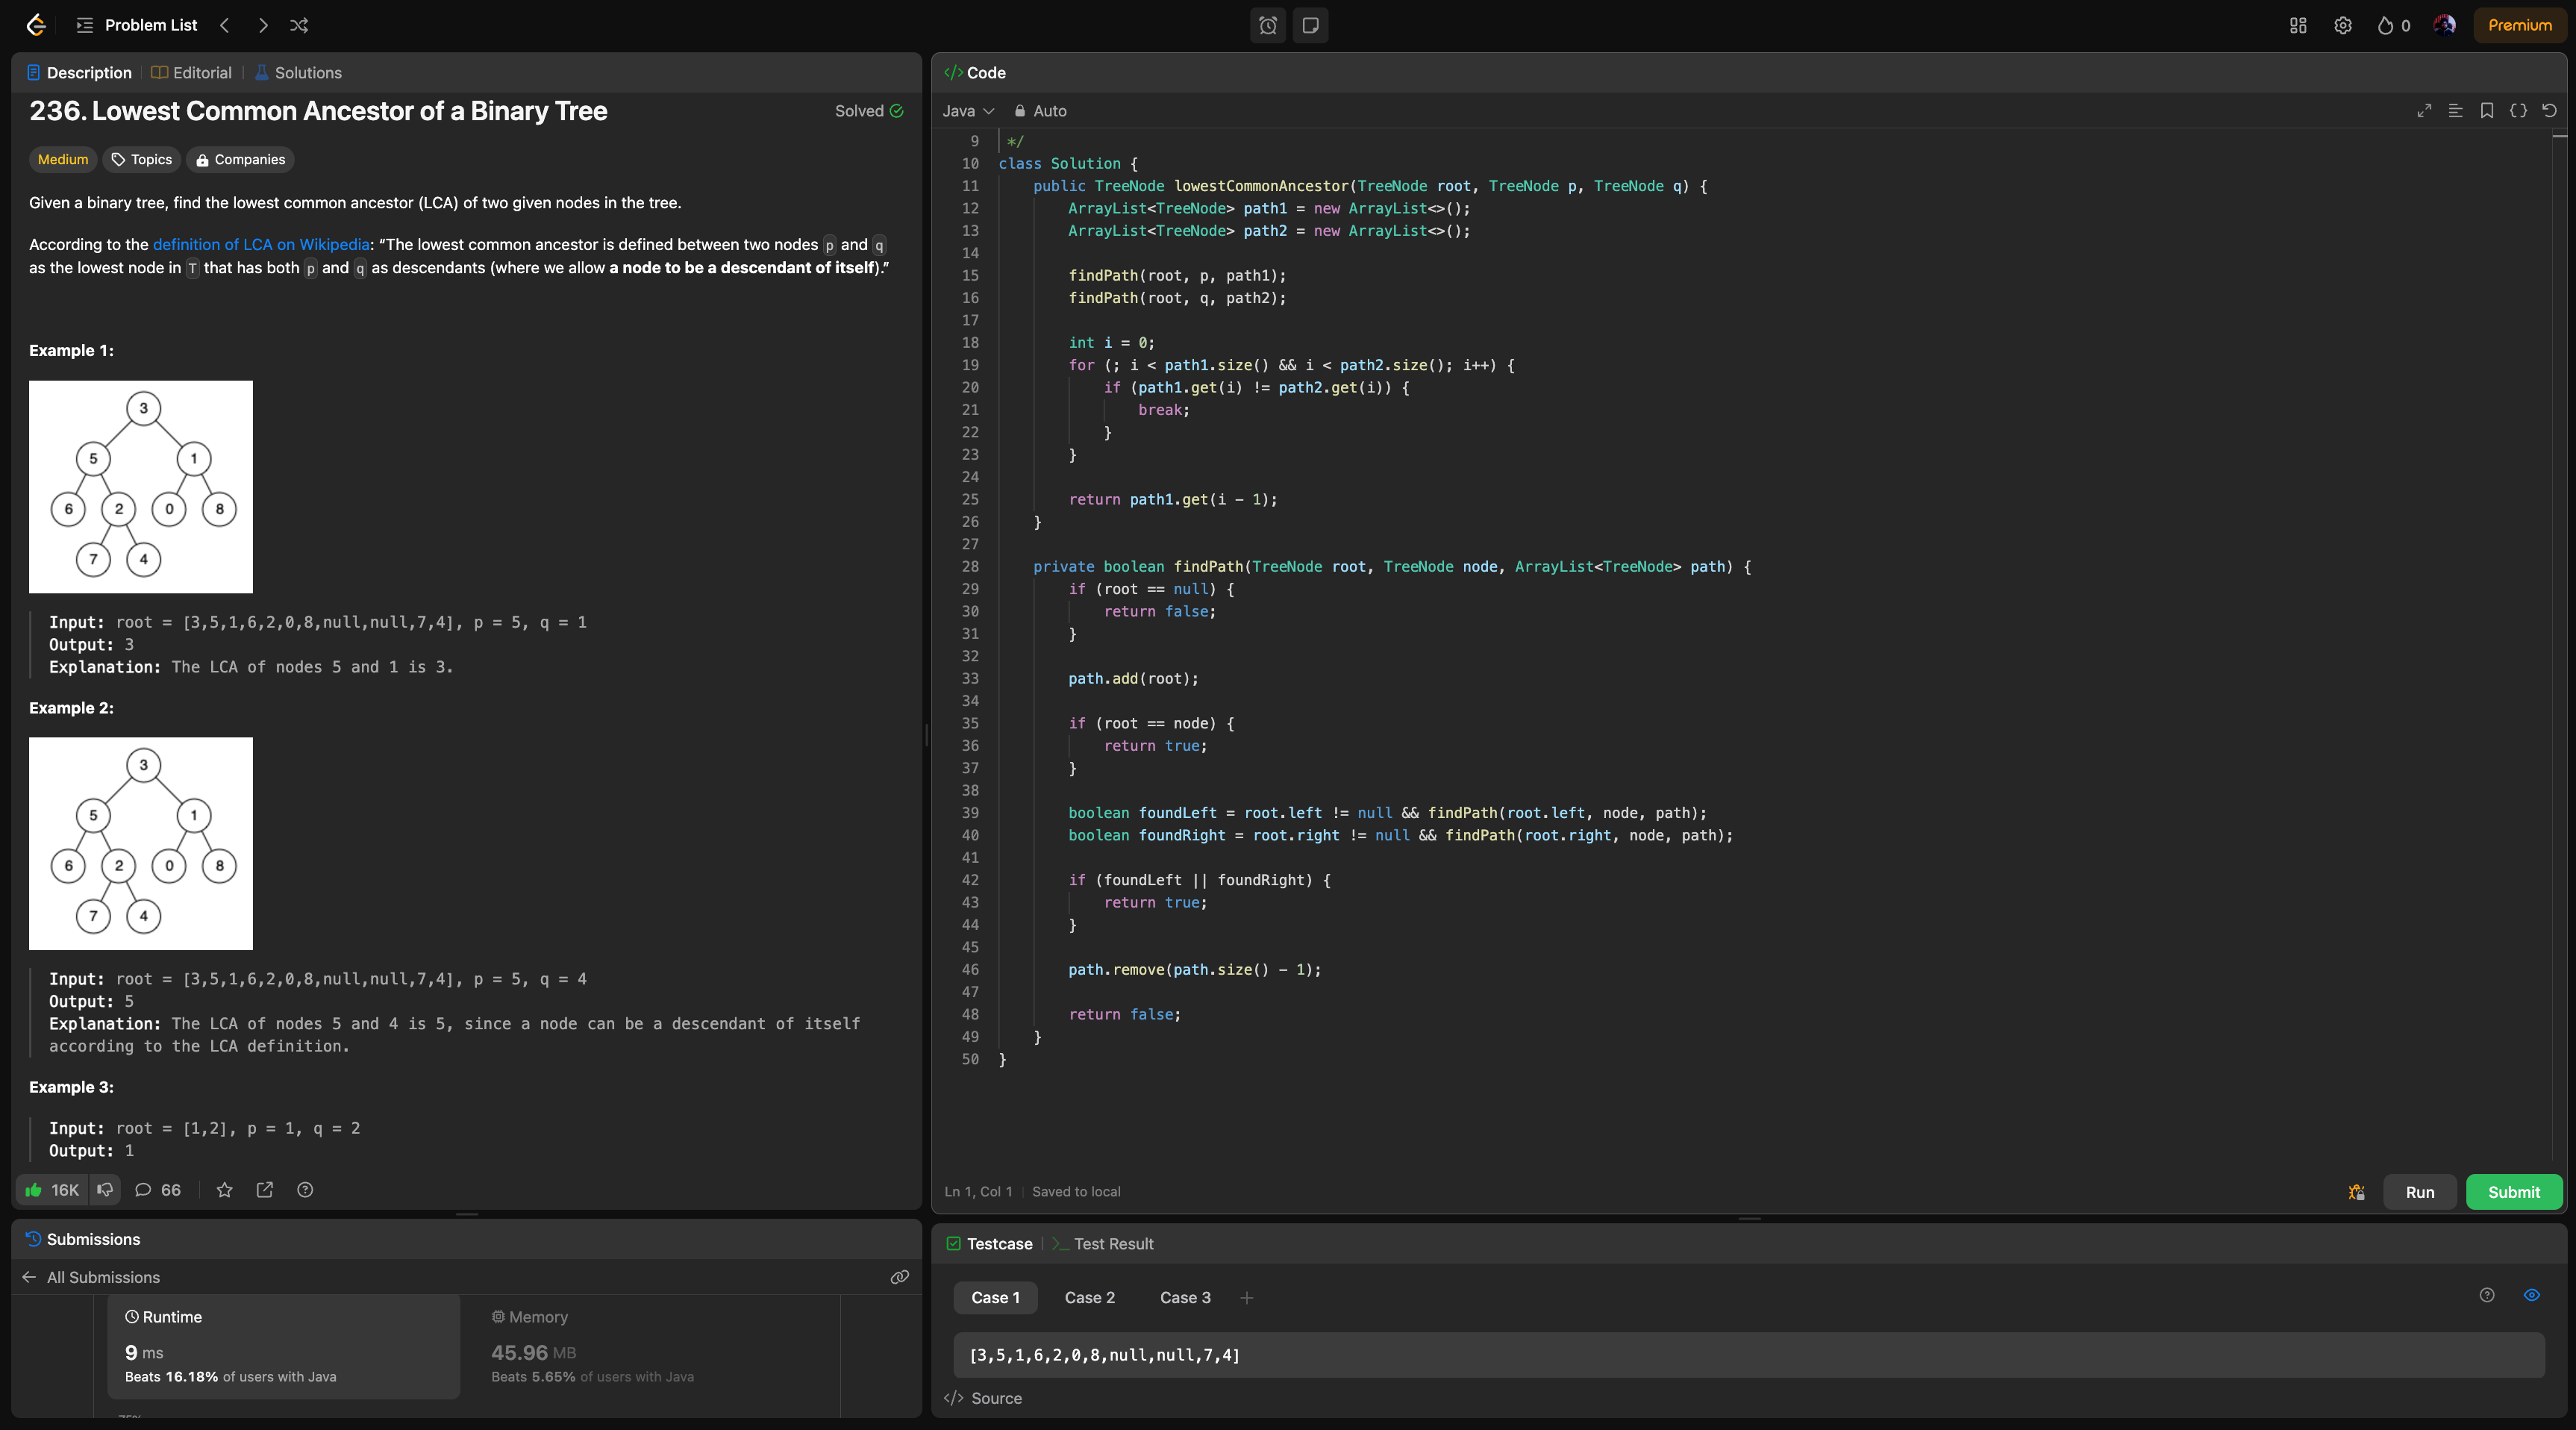 Problem List
0
Premium
Description
Editorial
Solutions
236. Lowest Common Ancestor of a Binary Tree
Solved
Medium
Topics
Companies
Given a binary tree, find the lowest common ancestor (LCA) of two given nodes in the tree.
According to the definition of LCA on Wikipedia: “The lowest common ancestor is defined between two nodes p and q
as the lowest node in T that has both p and q as descendants (where we allow a node to be a descendant of itself).”
Example 1:
3
5 1
6 2 0 8
7 4
Input: root = [3,5,1,6,2,0,8,null,null,7,4], p = 5, q = 1
Output: 3
Explanation: The LCA of nodes 5 and 1 is 3.
Example 2:
3
5 1
6 2 0 8
7 4
Input: root = [3,5,1,6,2,0,8,null,null,7,4], p = 5, q = 4
Output: 5
Explanation: The LCA of nodes 5 and 4 is 5, since a node can be a descendant of itself
according to the LCA definition.
Example 3:
Input: root = [1,2], p = 1, q = 2
Output: 1
16K
66
Submissions
All Submissions
Runtime
9 ms
Beats 16.18% of users with Java
Memory
45.96 MB
Beats 5.65% of users with Java
Code
Java
Auto
9 */
10 class Solution {
11 public TreeNode lowestCommonAncestor(TreeNode root, TreeNode p, TreeNode q) {
12 ArrayList<TreeNode> path1 = new ArrayList<>();
13 ArrayList<TreeNode> path2 = new ArrayList<>();
14
15 findPath(root, p, path1);
16 findPath(root, q, path2);
17
18 int i = 0;
19 for (; i < path1.size() && i < path2.size(); i++) {
20 if (path1.get(i) != path2.get(i)) {
21 break;
22 }
23 }
24
25 return path1.get(i - 1);
26 }
27
28 private boolean findPath(TreeNode root, TreeNode node, ArrayList<TreeNode> path) {
29 if (root == null) {
30 return false;
31 }
32
33 path.add(root);
34
35 if (root == node) {
36 return true;
37 }
38
39 boolean foundLeft = root.left != null && findPath(root.left, node, path);
40 boolean foundRight = root.right != null && findPath(root.right, node, path);
41
42 if (foundLeft || foundRight) {
43 return true;
44 }
45
46 path.remove(path.size() - 1);
47
48 return false;
49 }
50 }
Ln 1, Col 1
Saved to local
Run
Submit
Testcase
Test Result
Case 1
Case 2
Case 3
[3,5,1,6,2,0,8,null,null,7,4]
Source